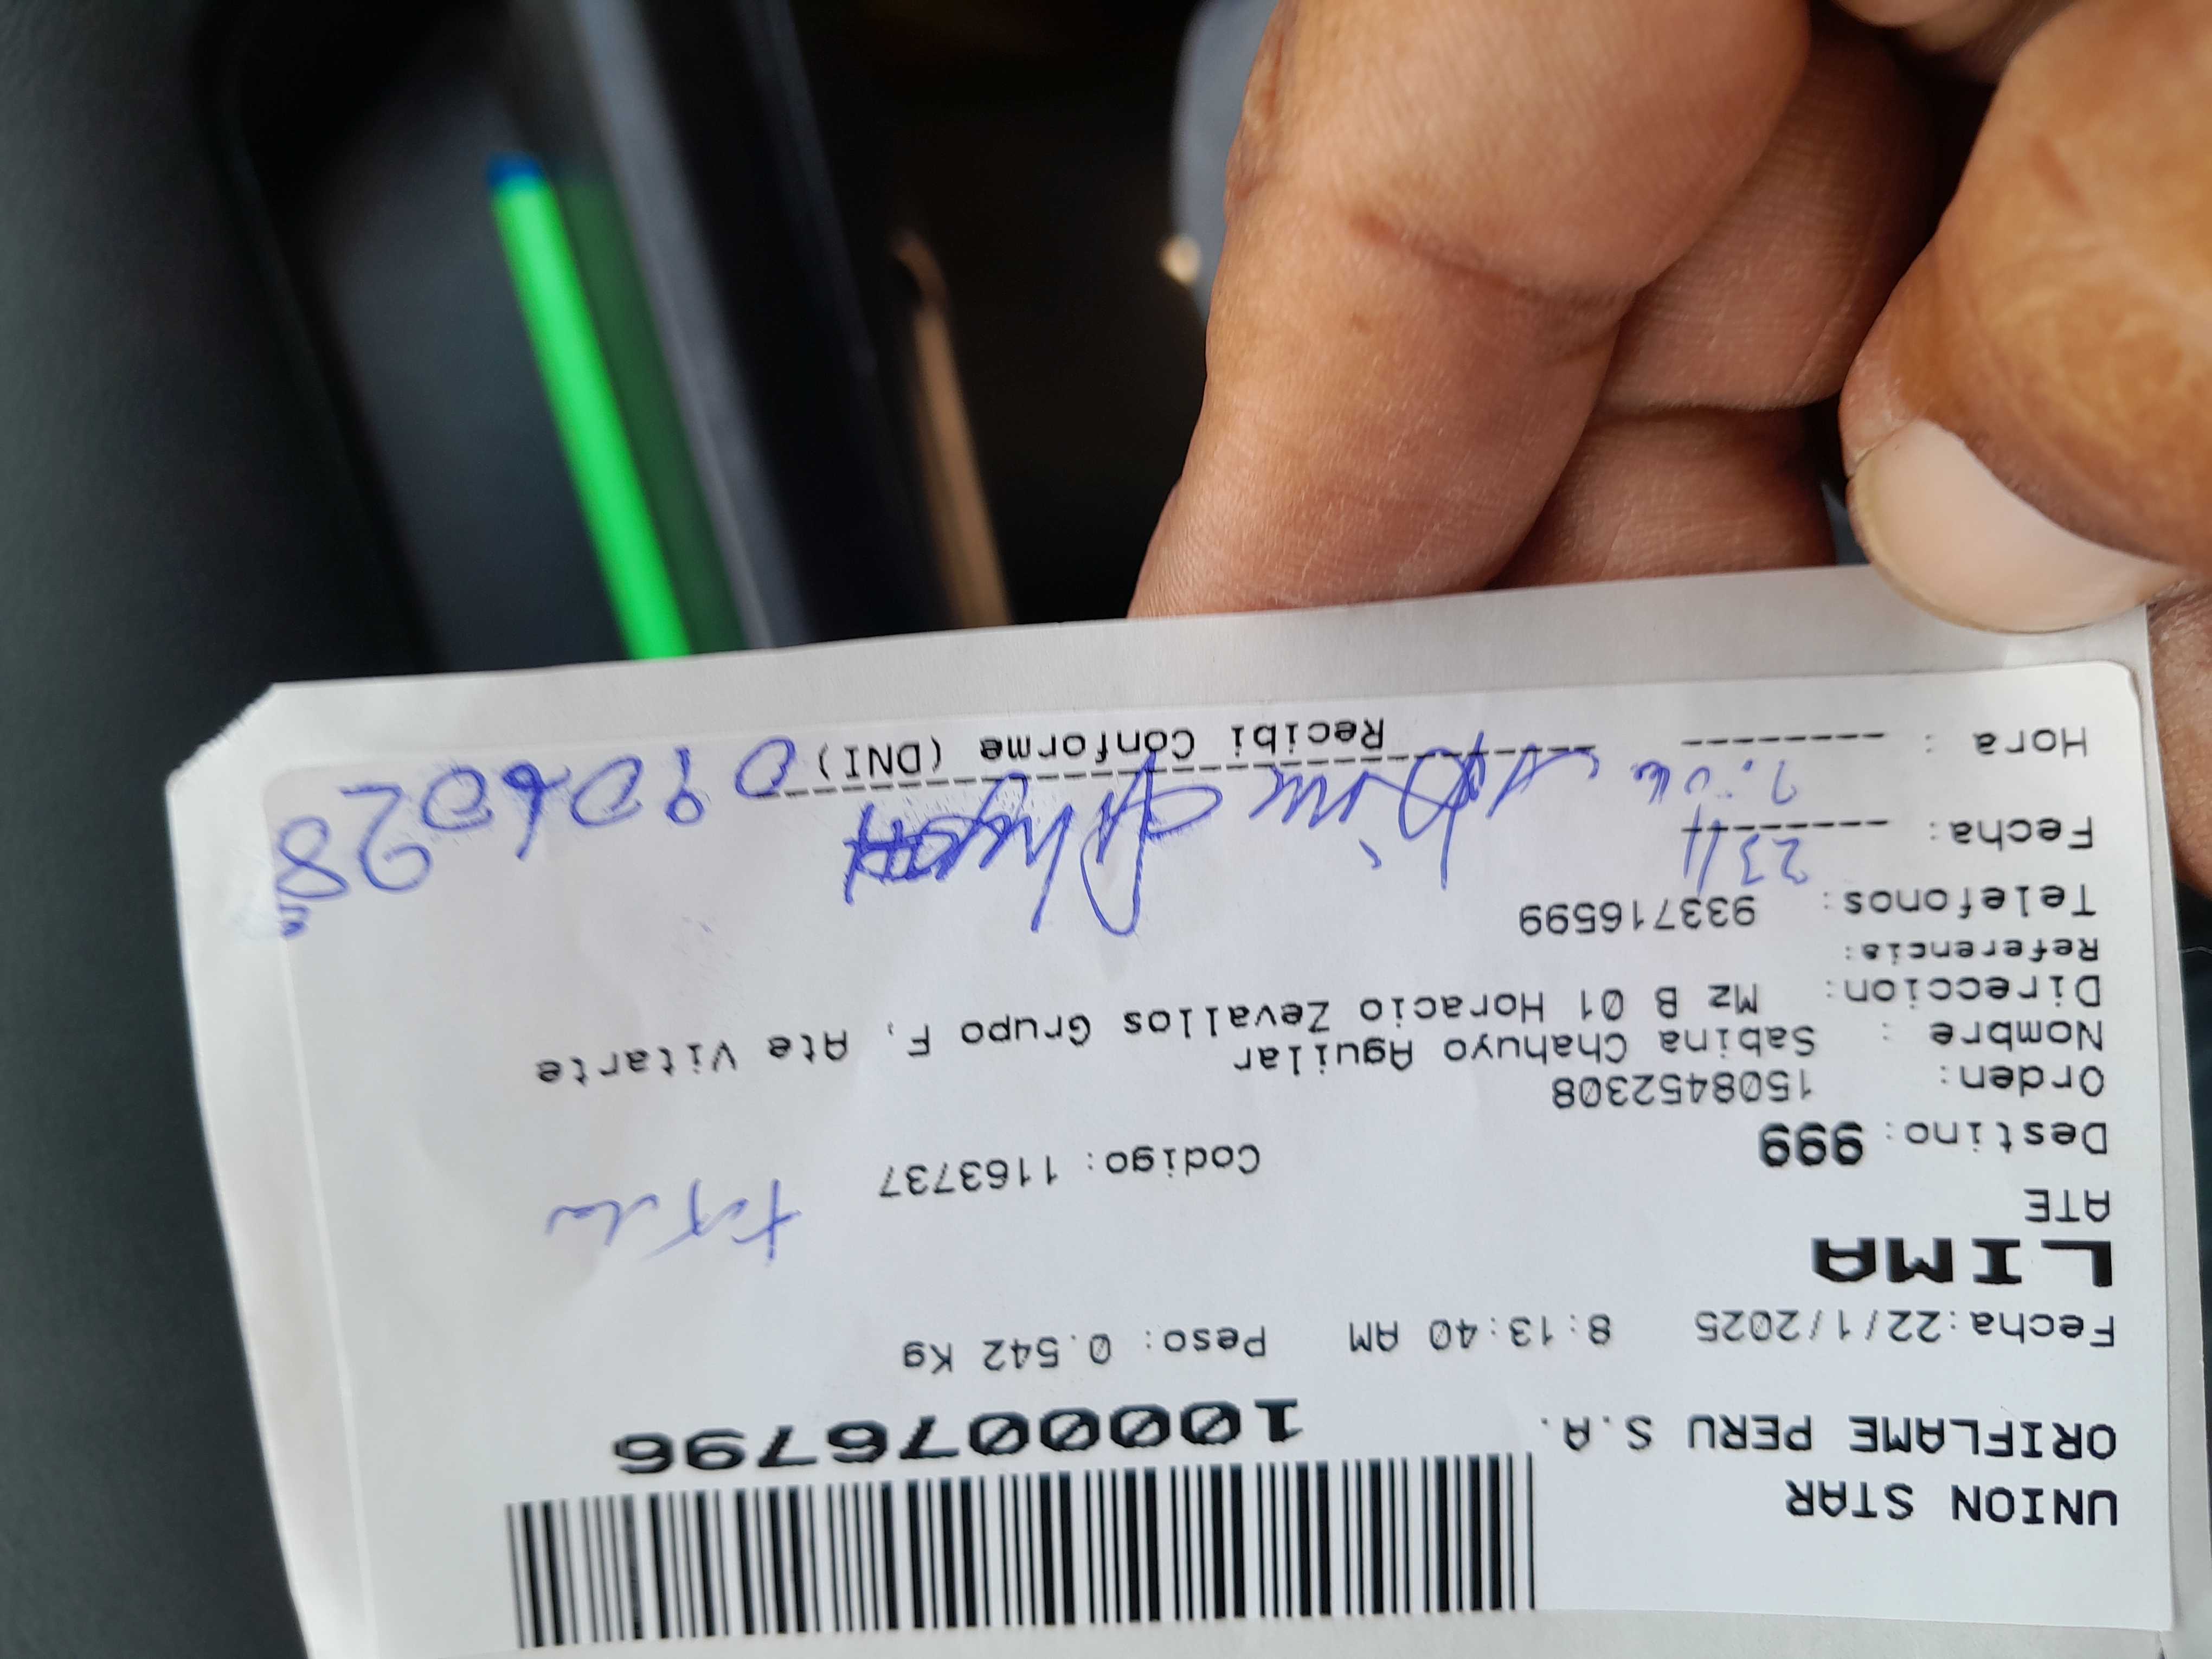 UNION STAR
ORIFLAME PERU S.A.
1000076796
Fecha:22/1/2025 8:13:40 AM Peso: 0.542 Kg
LIMA
ATE
Destino: 999 Codigo: 1163737
Orden: 1508452308
Nombre : Sabina Chahuyo Aguilar
Direccion: Mz B 01 Horacio Zevallos Grupo F, Ate Vitarte
Referencia:
Telefonos: 933716599
Fecha: 23/1
Hora :
Recibi Conforme (DNI)